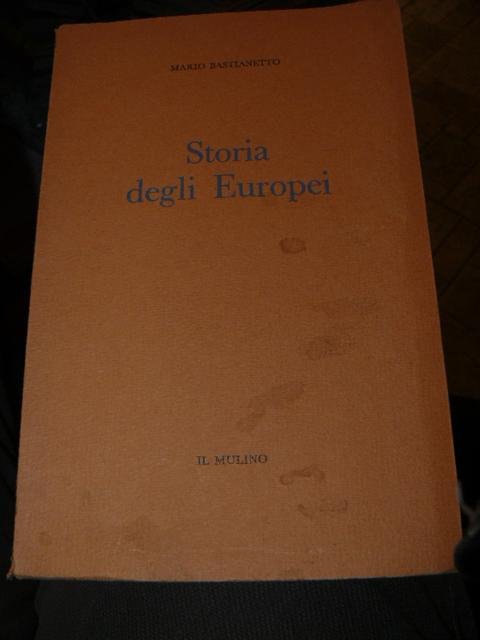 MARIO BASTIANETTO
Storia
degli Europei
IL MULINO